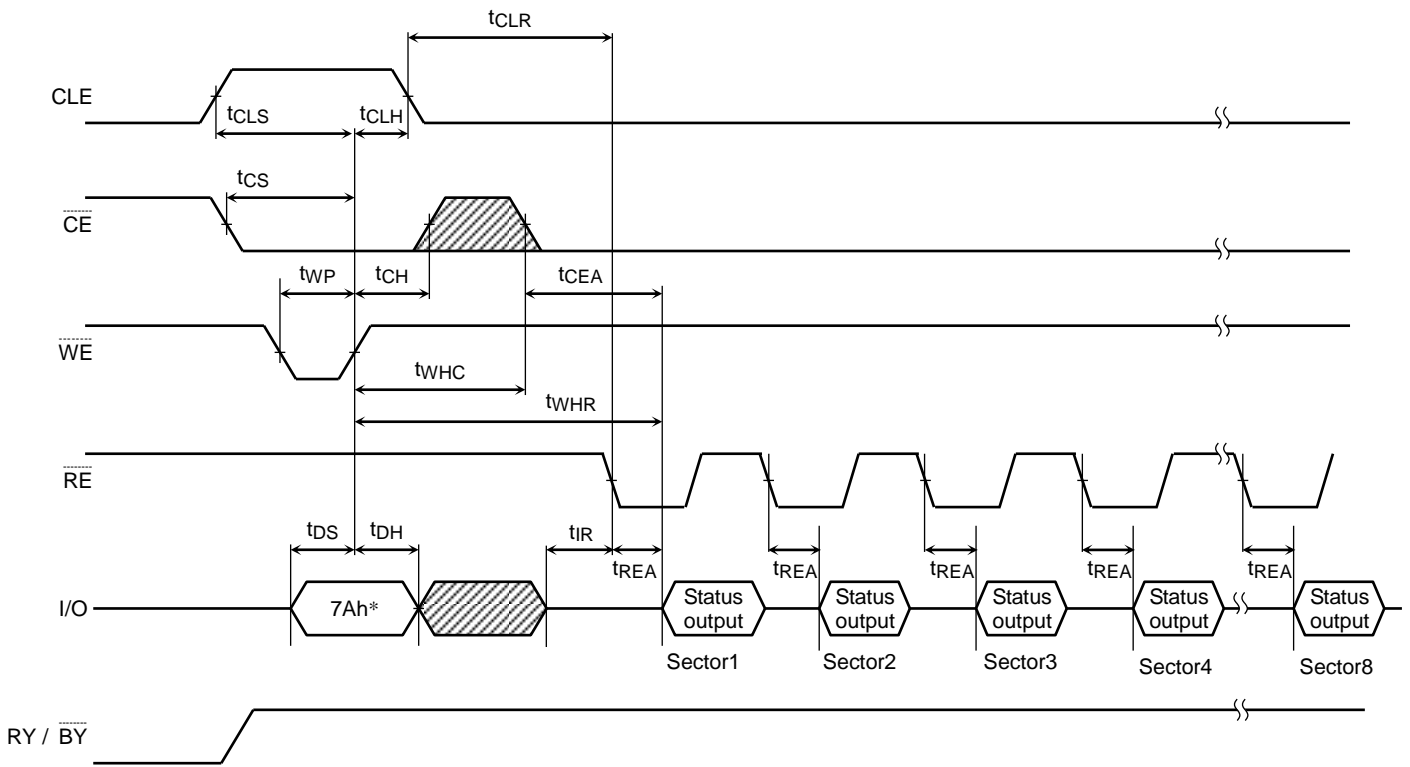 tCLR
CLE
tCLS
tCLH
tCS
CE
tWP
tCH
tCEA
WE
tWHC
tWHR
RE
tDS
tDH
tIR
tREA
tREA
tREA
tREA
tREA
I/O
7Ah*
Status output
Status output
Status output
Status output
Status output
Sector1
Sector2
Sector3
Sector4
Sector8
RY / BY